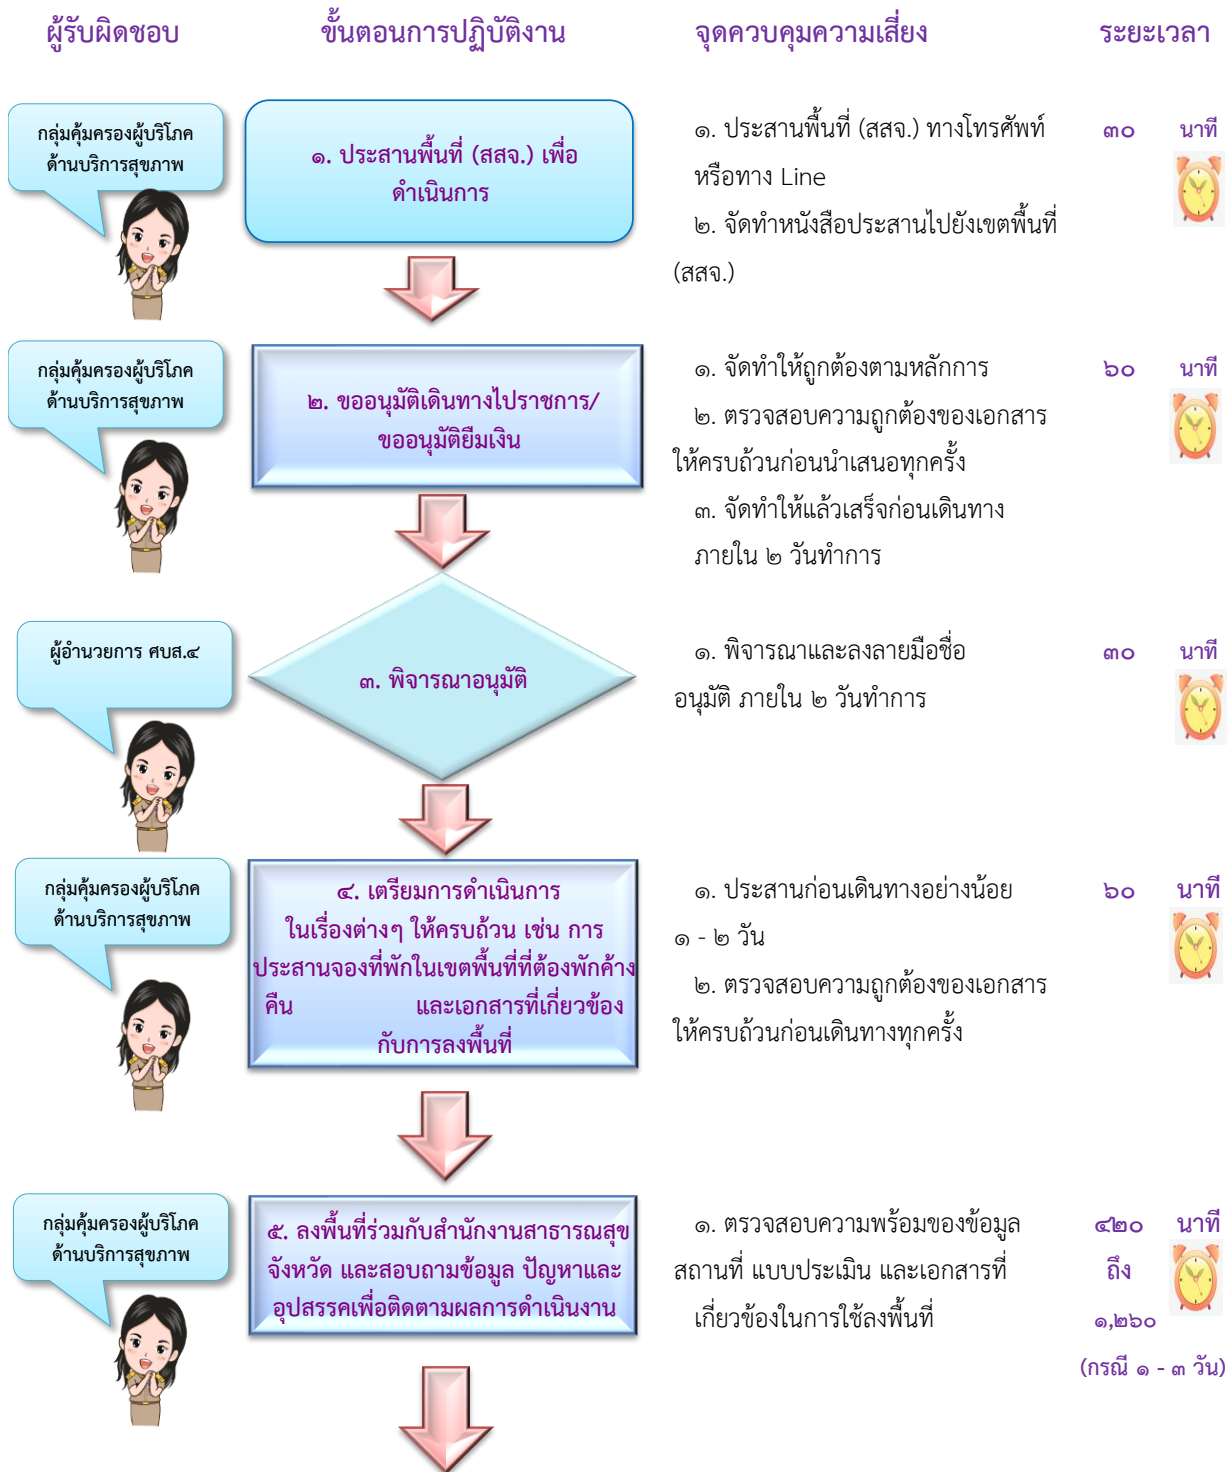 ผู้รับผิดชอบ ขั้นตอนการปฏิบัติงาน จุดควบคุมความเสี่ยง ระยะเวลา
กลุ่มคุ้มครองผู้บริโภค
ด้านบริการสุขภาพ
๑. ประสานพื้นที่ (สสจ.) เพื่อ
ดำเนินการ
๑. ประสานพื้นที่ (สสจ.) ทางโทรศัพท์
หรือทาง Line
๒. จัดทำหนังสือประสานไปยังเขตพื้นที่
(สสจ.)
๓๐ นาที
กลุ่มคุ้มครองผู้บริโภค
ด้านบริการสุขภาพ
๒. ขออนุมัติเดินทางไปราชการ/
ขออนุมัติยืมเงิน
๑. จัดทำให้ถูกต้องตามหลักการ
๒. ตรวจสอบความถูกต้องของเอกสาร
ให้ครบถ้วนก่อนนำเสนอทุกครั้ง
๓. จัดทำให้แล้วเสร็จก่อนเดินทาง
ภายใน ๒ วันทำการ
๖๐ นาที
ผู้อำนวยการ ศบส.๔
๓. พิจารณาอนุมัติ
๑. พิจารณาและลงลายมือชื่อ
อนุมัติ ภายใน ๒ วันทำการ
๓๐ นาที
กลุ่มคุ้มครองผู้บริโภค
ด้านบริการสุขภาพ
๔. เตรียมการดำเนินการ
ในเรื่องต่างๆ ให้ครบถ้วน เช่น การ
ประสานจองที่พักในเขตพื้นที่ที่ต้องพักค้าง
คืน และเอกสารที่เกี่ยวข้อง
กับการลงพื้นที่
๑. ประสานก่อนเดินทางอย่างน้อย
๑ - ๒ วัน
๒. ตรวจสอบความถูกต้องของเอกสาร
ให้ครบถ้วนก่อนเดินทางทุกครั้ง
๖๐ นาที
กลุ่มคุ้มครองผู้บริโภค
ด้านบริการสุขภาพ
๕. ลงพื้นที่ร่วมกับสำนักงานสาธารณสุข
จังหวัด และสอบถามข้อมูล ปัญหาและ
อุปสรรคเพื่อติดตามผลการดำเนินงาน
๑. ตรวจสอบความพร้อมของข้อมูล
สถานที่ แบบประเมิน และเอกสารที่
เกี่ยวข้องในการใช้ลงพื้นที่
๔๒๐ นาที
ถึง
๑,๒๖๐
(กรณี ๑ - ๓ วัน)